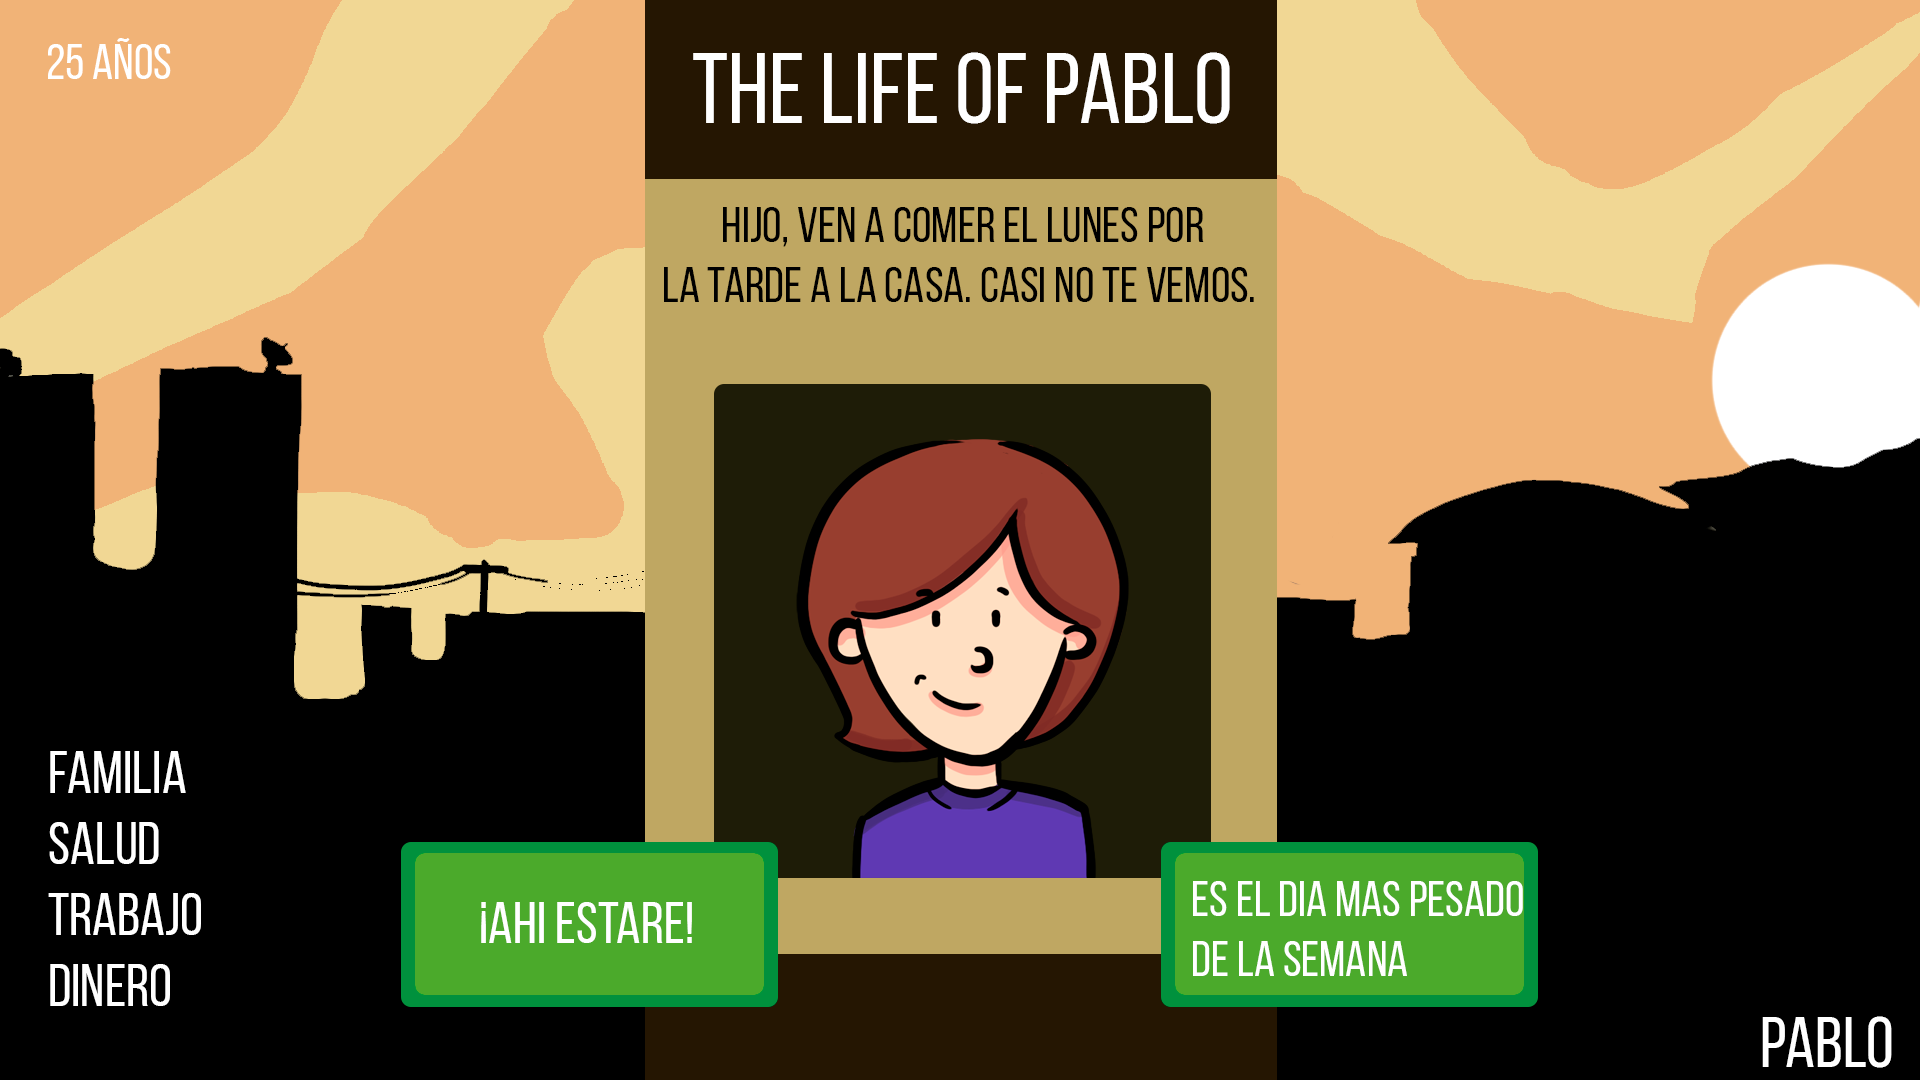 25 AÑOS
THE LIFE OF PABLO
HIJO, VEN A COMER EL LUNES POR
LA TARDE A LA CASA. CASI NO TE VEMOS.
FAMILIA
SALUD
TRABAJO
DINERO
¡AHI ESTARE!
ES EL DIA MAS PESADO
DE LA SEMANA
PABLO